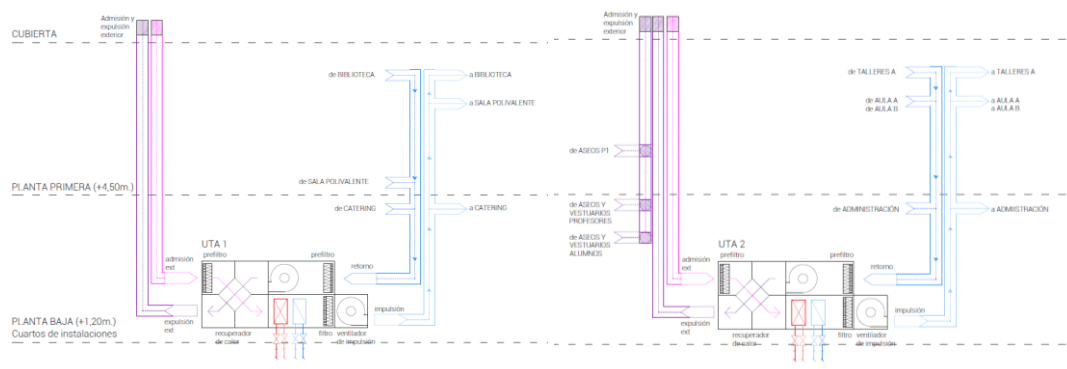 Admisión y
expulsión
exterior
CUBIERTA
de BIBLIOTECA
a BIBLIOTECA
a SALA POLIVALENTE
de SALA POLIVALENTE
PLANTA PRIMERA (+4,50m.)
de CATERING
a CATERING
UTA 1
prefiltro
prefiltro
admisión
ext
retorno
impulsión
PLANTA BAJA (+1,20m.)
Cuartos de instalaciones
expulsión
ext
recuperador
de calor
filtro
ventilador
de impulsión
Admisión y
expulsión
exterior
de TALLERES A
a TALLERES A
de AULA A
de AULA B
a AULA A
a AULA B
de ASEOS P1
de ASEOS Y
VESTUARIOS
PROFESORES
de ADMINISTRACIÓN
a ADMIISTRACIÓN
de ASEOS Y
VESTUARIOS
ALUMNOS
UTA 2
prefiltro
prefiltro
admisión
ext
retorno
impulsión
expulsión
ext
recuperador
de calor
filtro
ventilador
de impulsión